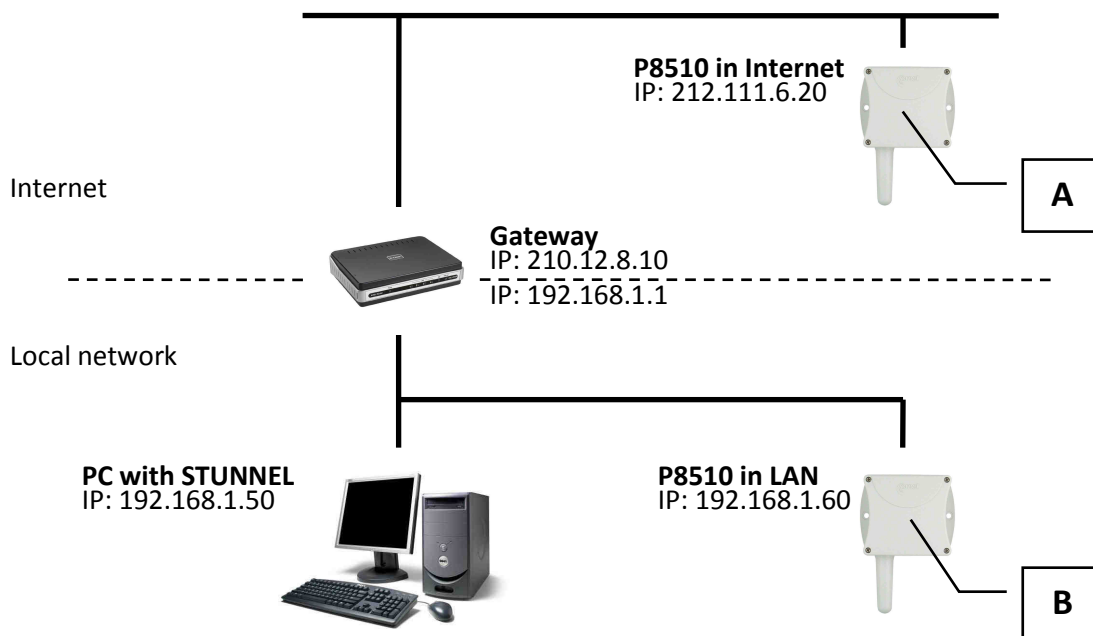 P8510 in Internet
IP: 212.111.6.20
A
Internet
Gateway
IP: 210.12.8.10
IP: 192.168.1.1
Local network
PC with STUNNEL
IP: 192.168.1.50
P8510 in LAN
IP: 192.168.1.60
B